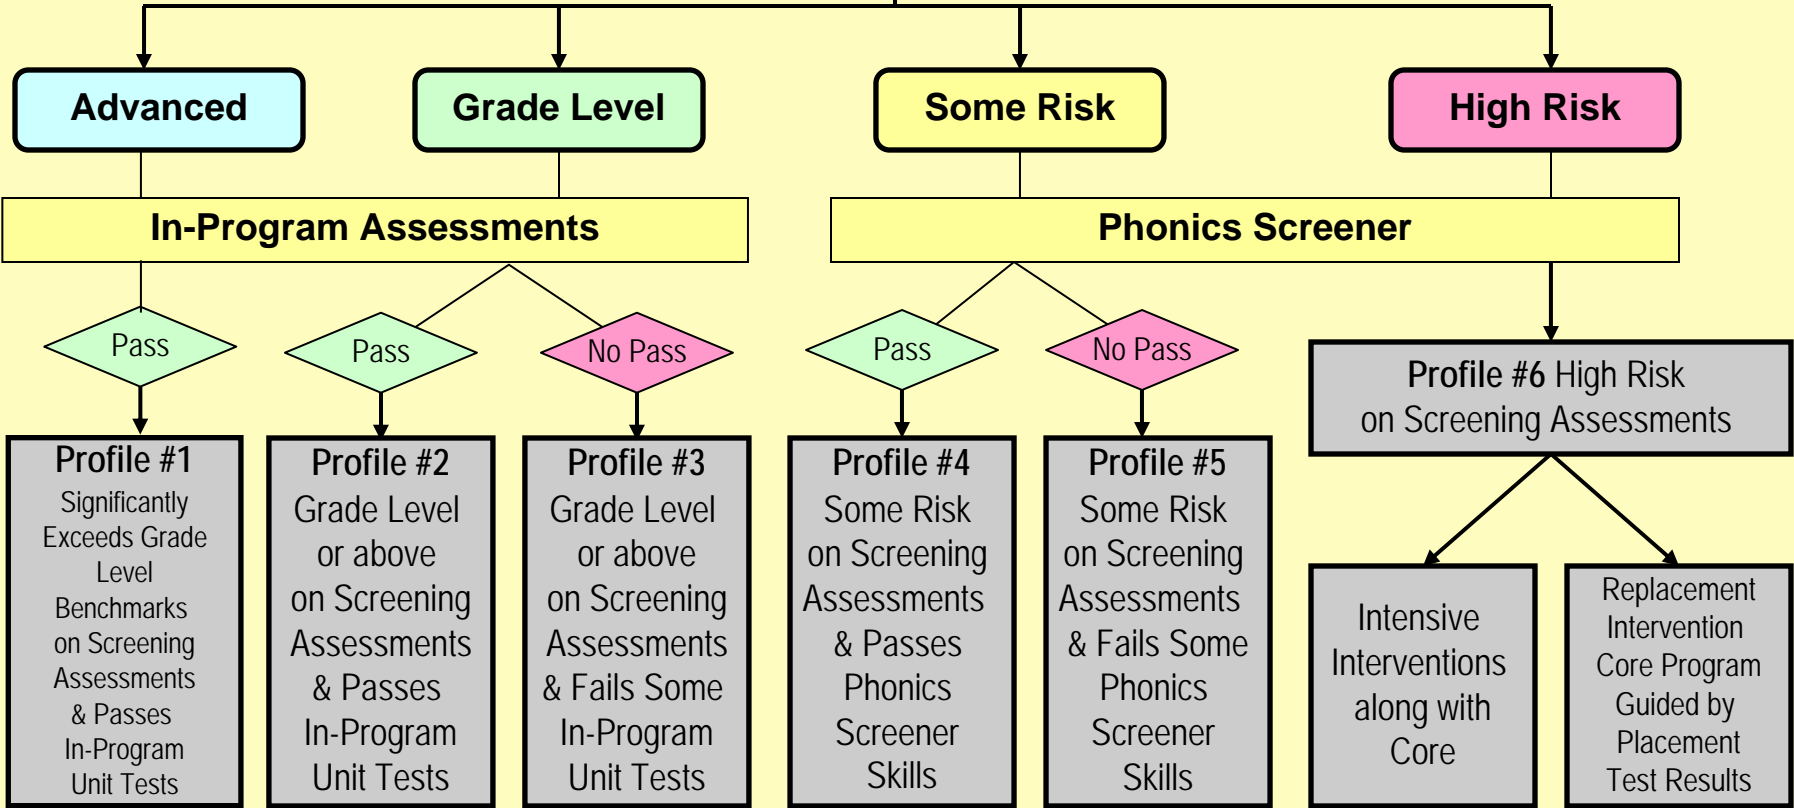 Advanced
Grade Level
Some Risk
High Risk
In-Program Assessments
Phonics Screener
Pass
Pass
No Pass
Pass
No Pass
Profile #1
Significantly
Exceeds Grade
Level
Benchmarks
on Screening
Assessments
& Passes
In-Program
Unit Tests
Profile #2
Grade Level
or above
on Screening
Assessments
& Passes
In-Program
Unit Tests
Profile #3
Grade Level
or above
on Screening
Assessments
& Fails Some
In-Program
Unit Tests
Profile #4
Some Risk
on Screening
Assessments
& Passes
Phonics
Screener
Skills
Profile #5
Some Risk
on Screening
Assessments
& Fails Some
Phonics
Screener
Skills
Profile #6 High Risk
on Screening Assessments
Intensive
Interventions
along with
Core
Replacement
Intervention
Core Program
Guided by
Placement
Test Results